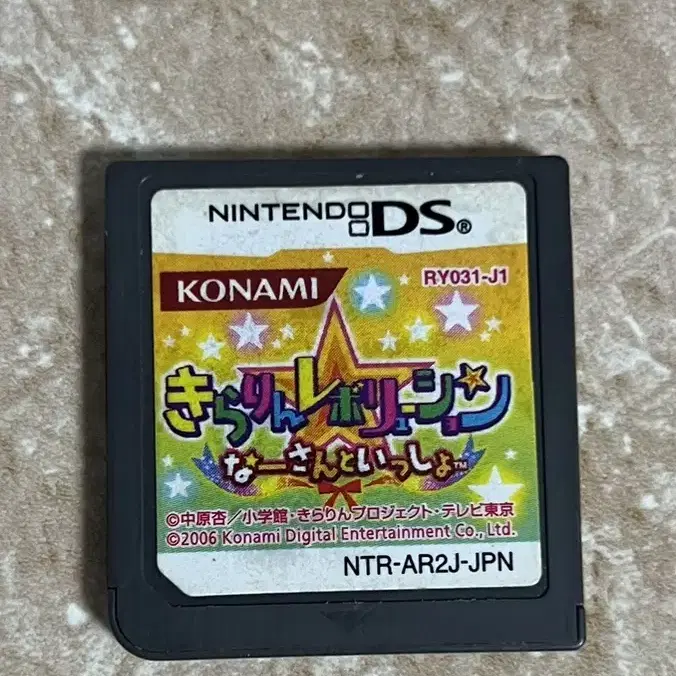 NINTENDO DS®
KONAMI
RY031-J1
きらりんレボリューション
なーさんといっしょ™
©中原杏／小学館・きらりんプロジェクト・テレビ東京
©2006 Konami Digital Entertainment Co., Ltd.
NTR-AR2J-JPN